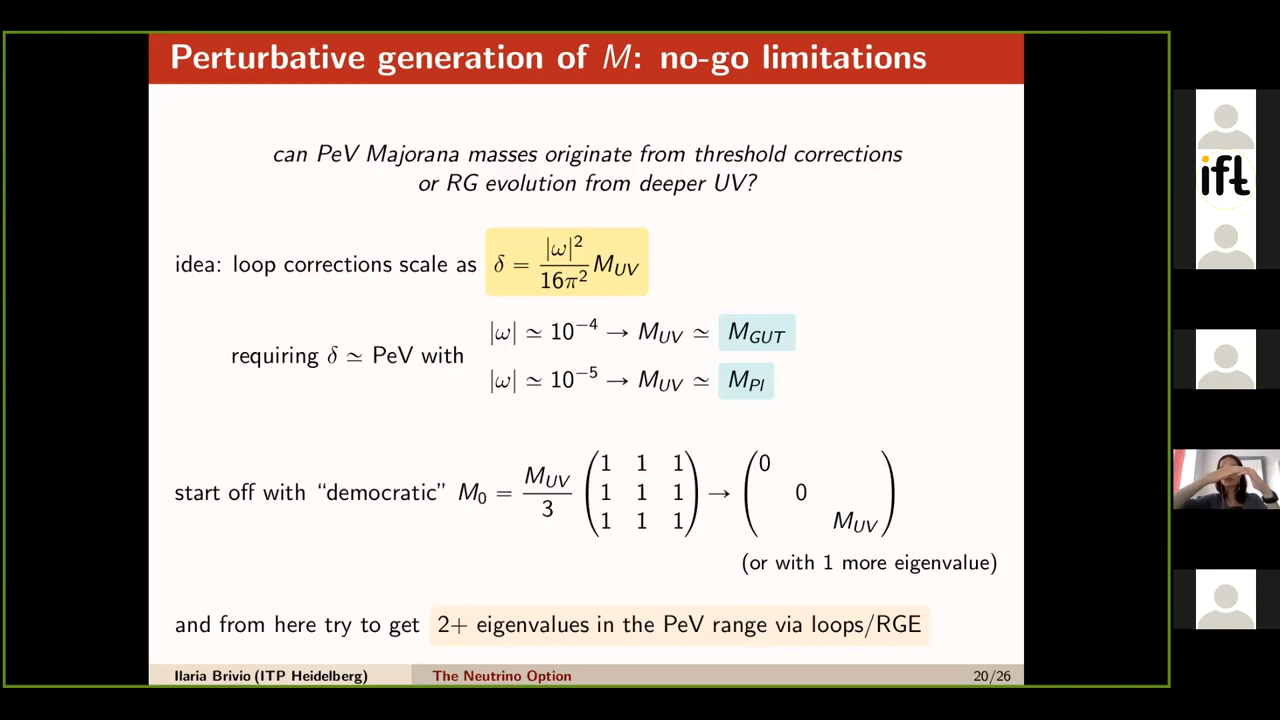 Perturbative generation of M: no-go limitations
can PeV Majorana masses originate from threshold corrections
or RG evolution from deeper UV?
idea: loop corrections scale as δ = |ω|²/16π² M_UV
requiring δ ≃ PeV with
|ω| ≃ 10⁻⁴ → M_UV ≃ M_GUT
|ω| ≃ 10⁻⁵ → M_UV ≃ M_Pl
start off with “democratic” M₀ = M_UV/3 (1 1 1
1 1 1
1 1 1) → (0
0
M_UV)
(or with 1 more eigenvalue)
and from here try to get 2+ eigenvalues in the PeV range via loops/RGE
Ilaria Brivio (ITP Heidelberg) The Neutrino Option 20/26
ift